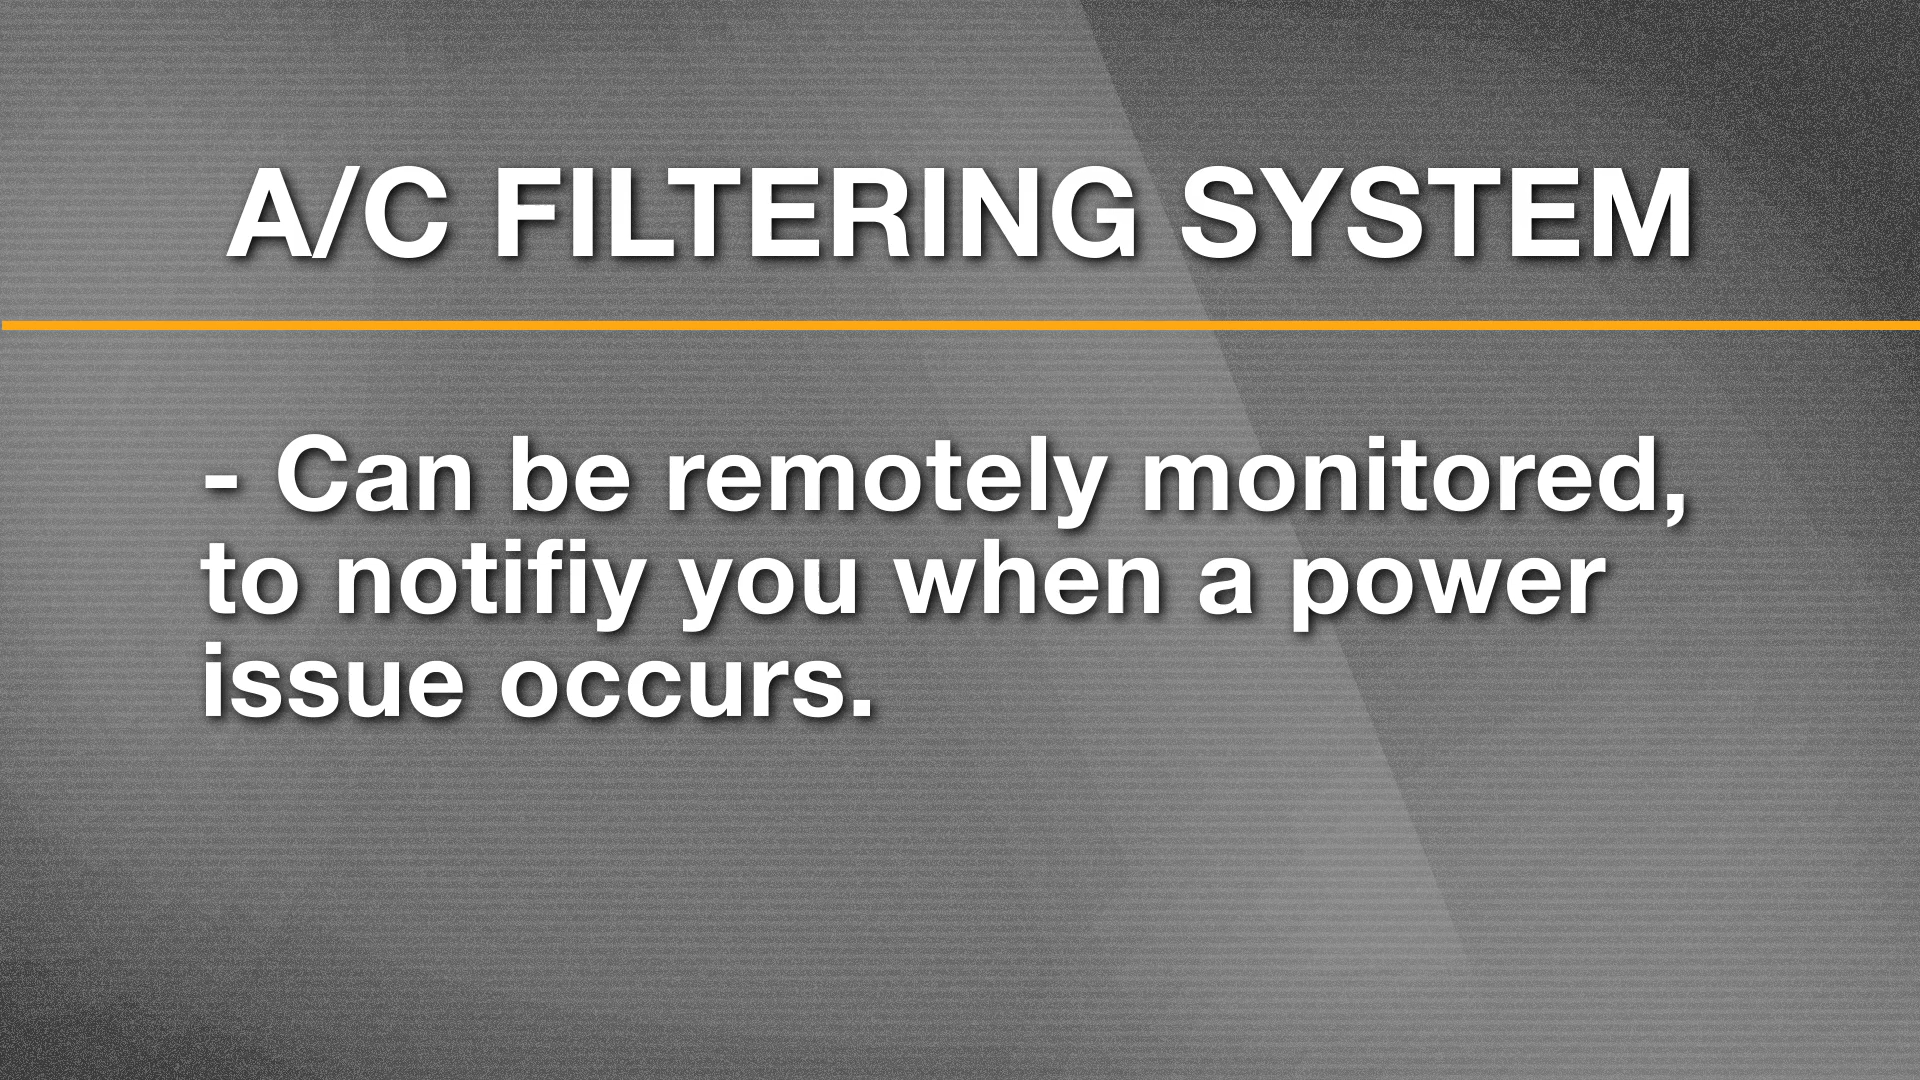 A/C FILTERING SYSTEM
- Can be remotely monitored,
to notifiy you when a power
issue occurs.